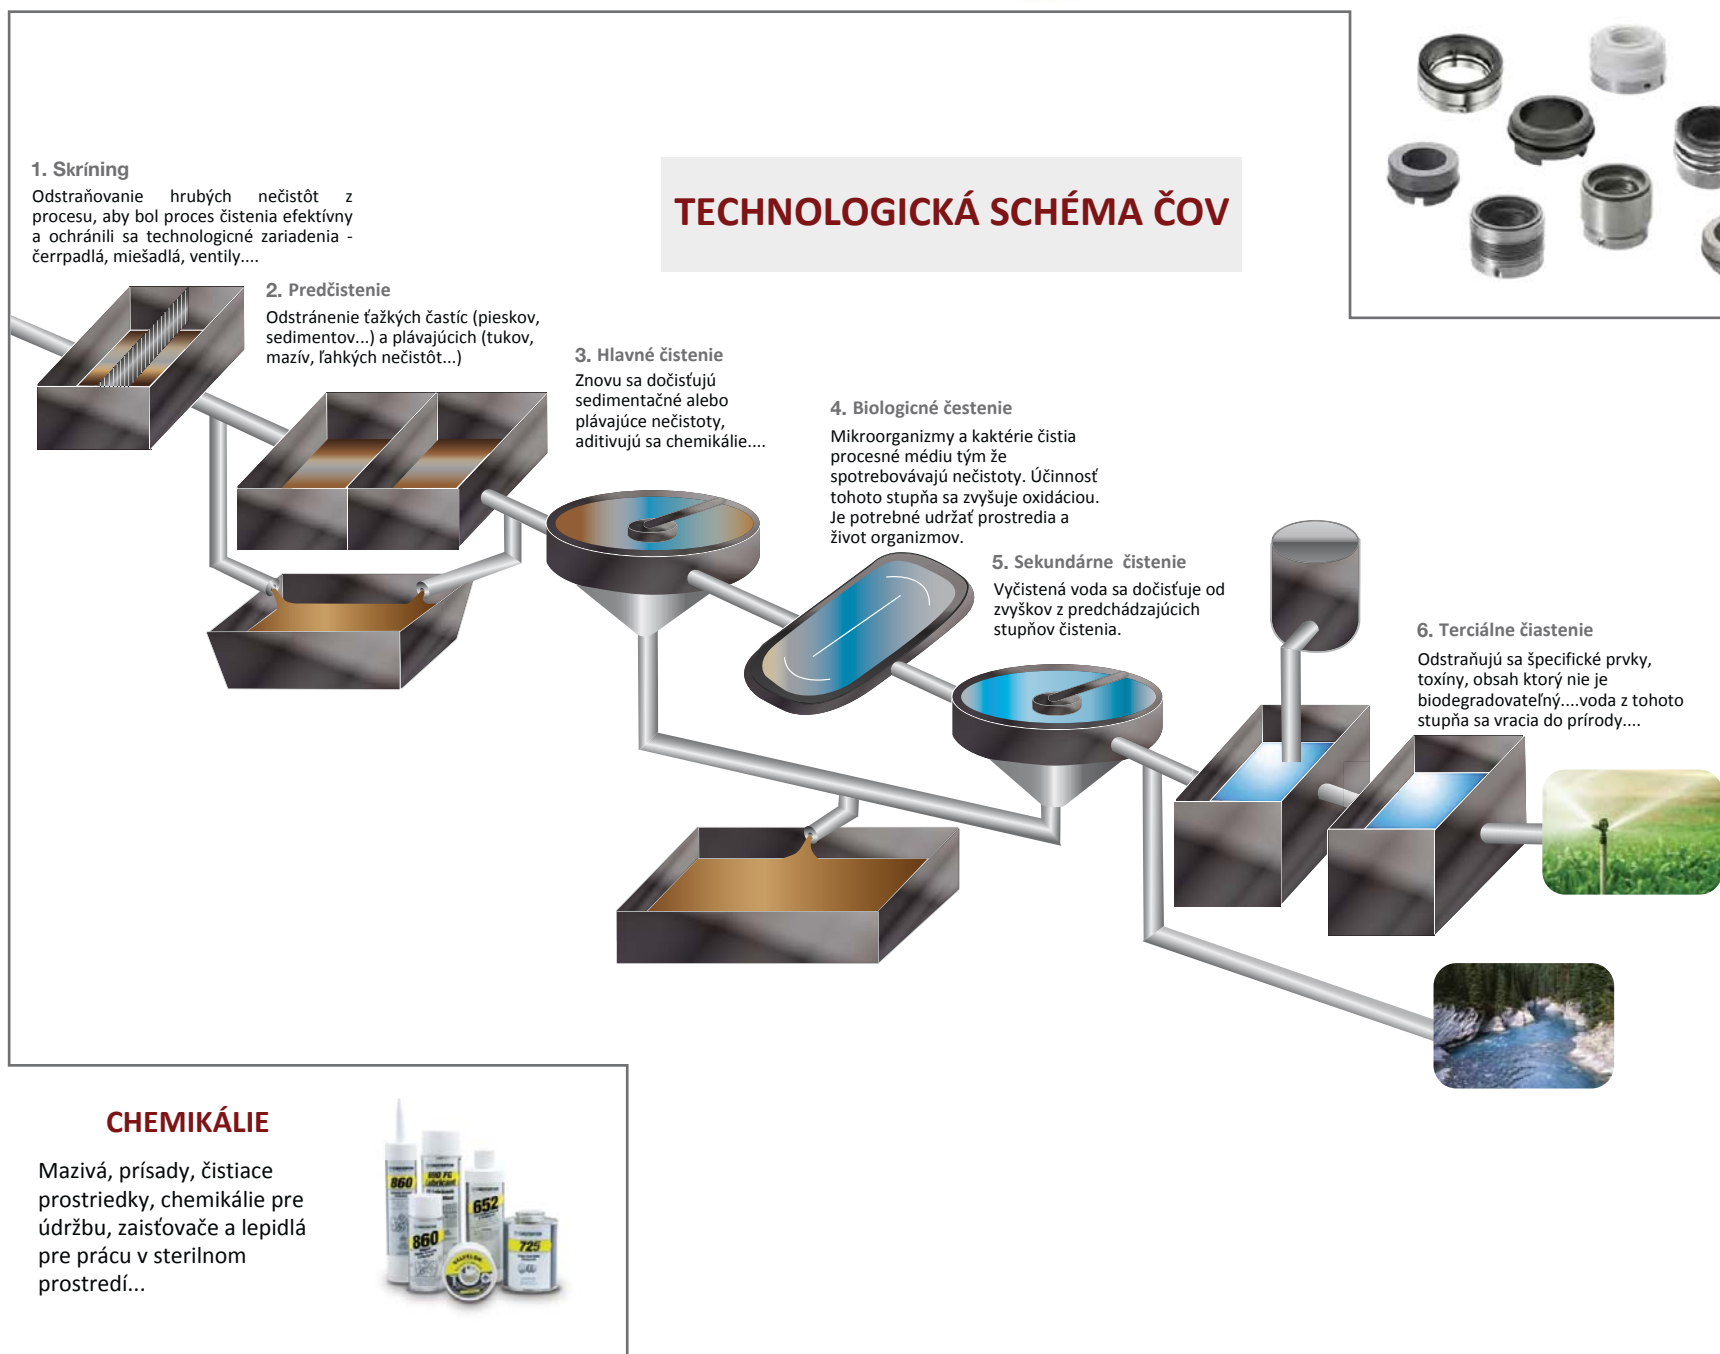 TECHNOLOGICKÁ SCHÉMA ČOV
1. Skríning
Odstraňovanie hrubých nečistôt z
procesu, aby bol proces čistenia efektívny
a ochránili sa technologicné zariadenia -
čerrpadlá, miešadlá, ventily....
2. Predčistenie
Odstránenie ťažkých častíc (pieskov,
sedimentov...) a plávajúcich (tukov,
mazív, ľahkých nečistôt...)
3. Hlavné čistenie
Znovu sa dočisťujú
sedimentačné alebo
plávajúce nečistoty,
aditivujú sa chemikálie....
4. Biologicné čestenie
Mikroorganizmy a kaktérie čistia
procesné médiu tým že
spotrebovávajú nečistoty. Účinnosť
tohoto stupňa sa zvyšuje oxidáciou.
Je potrebné udržať prostredia a
život organizmov.
5. Sekundárne čistenie
Vyčistená voda sa dočisťuje od
zvyškov z predchádzajúcich
stupňov čistenia.
6. Terciálne čiastenie
Odstraňujú sa špecifické prvky,
toxíny, obsah ktorý nie je
biodegradovateľný....voda z tohoto
stupňa sa vracia do prírody....
CHEMIKÁLIE
Mazivá, prísady, čistiace
prostriedky, chemikálie pre
údržbu, zaisťovače a lepidlá
pre prácu v sterilnom
prostredí...
860
Lubricant
652
860
725